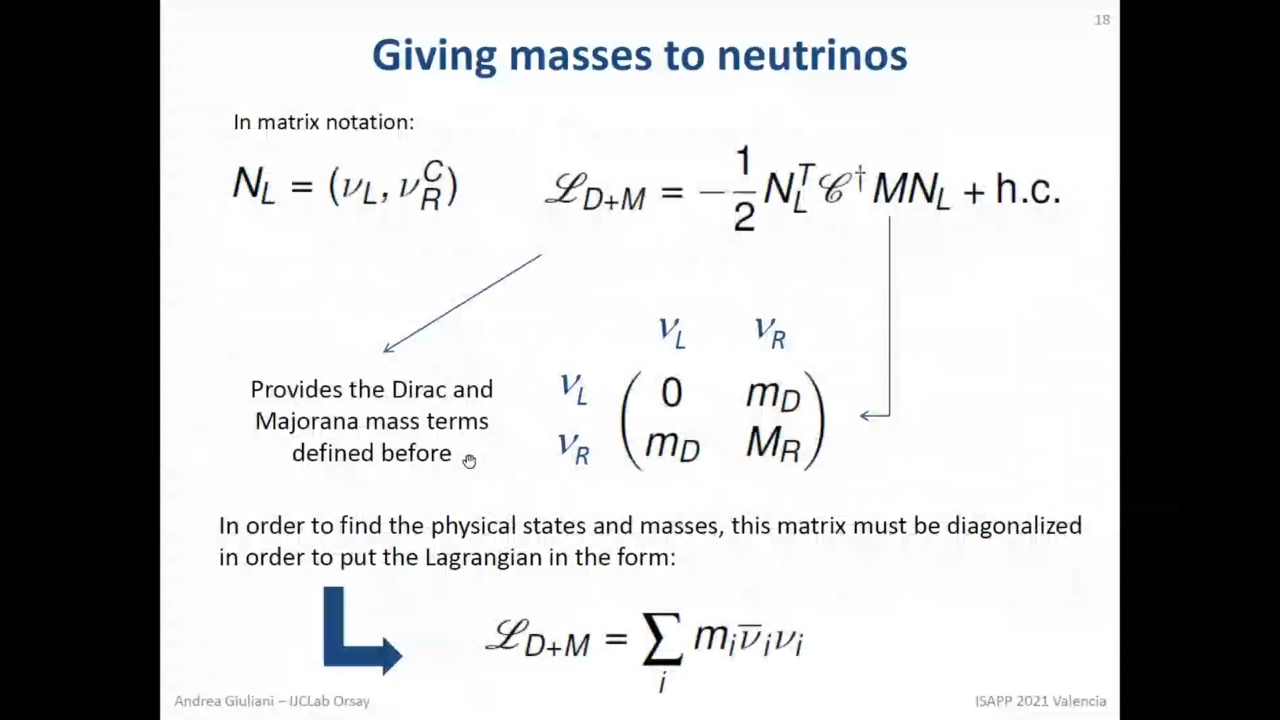 18
Giving masses to neutrinos
In matrix notation:
N_L = (ν_L, ν_R^C)
ℒ_{D+M} = −1/2 N_L^T 𝒞^† M N_L + h.c.
ν_L ν_R
ν_L ( 0 m_D )
ν_R ( m_D M_R )
Provides the Dirac and
Majorana mass terms
defined before
In order to find the physical states and masses, this matrix must be diagonalized
in order to put the Lagrangian in the form:
ℒ_{D+M} = ∑_i m_i ν̅_i ν_i
Andrea Giuliani – IJCLab Orsay
ISAPP 2021 Valencia